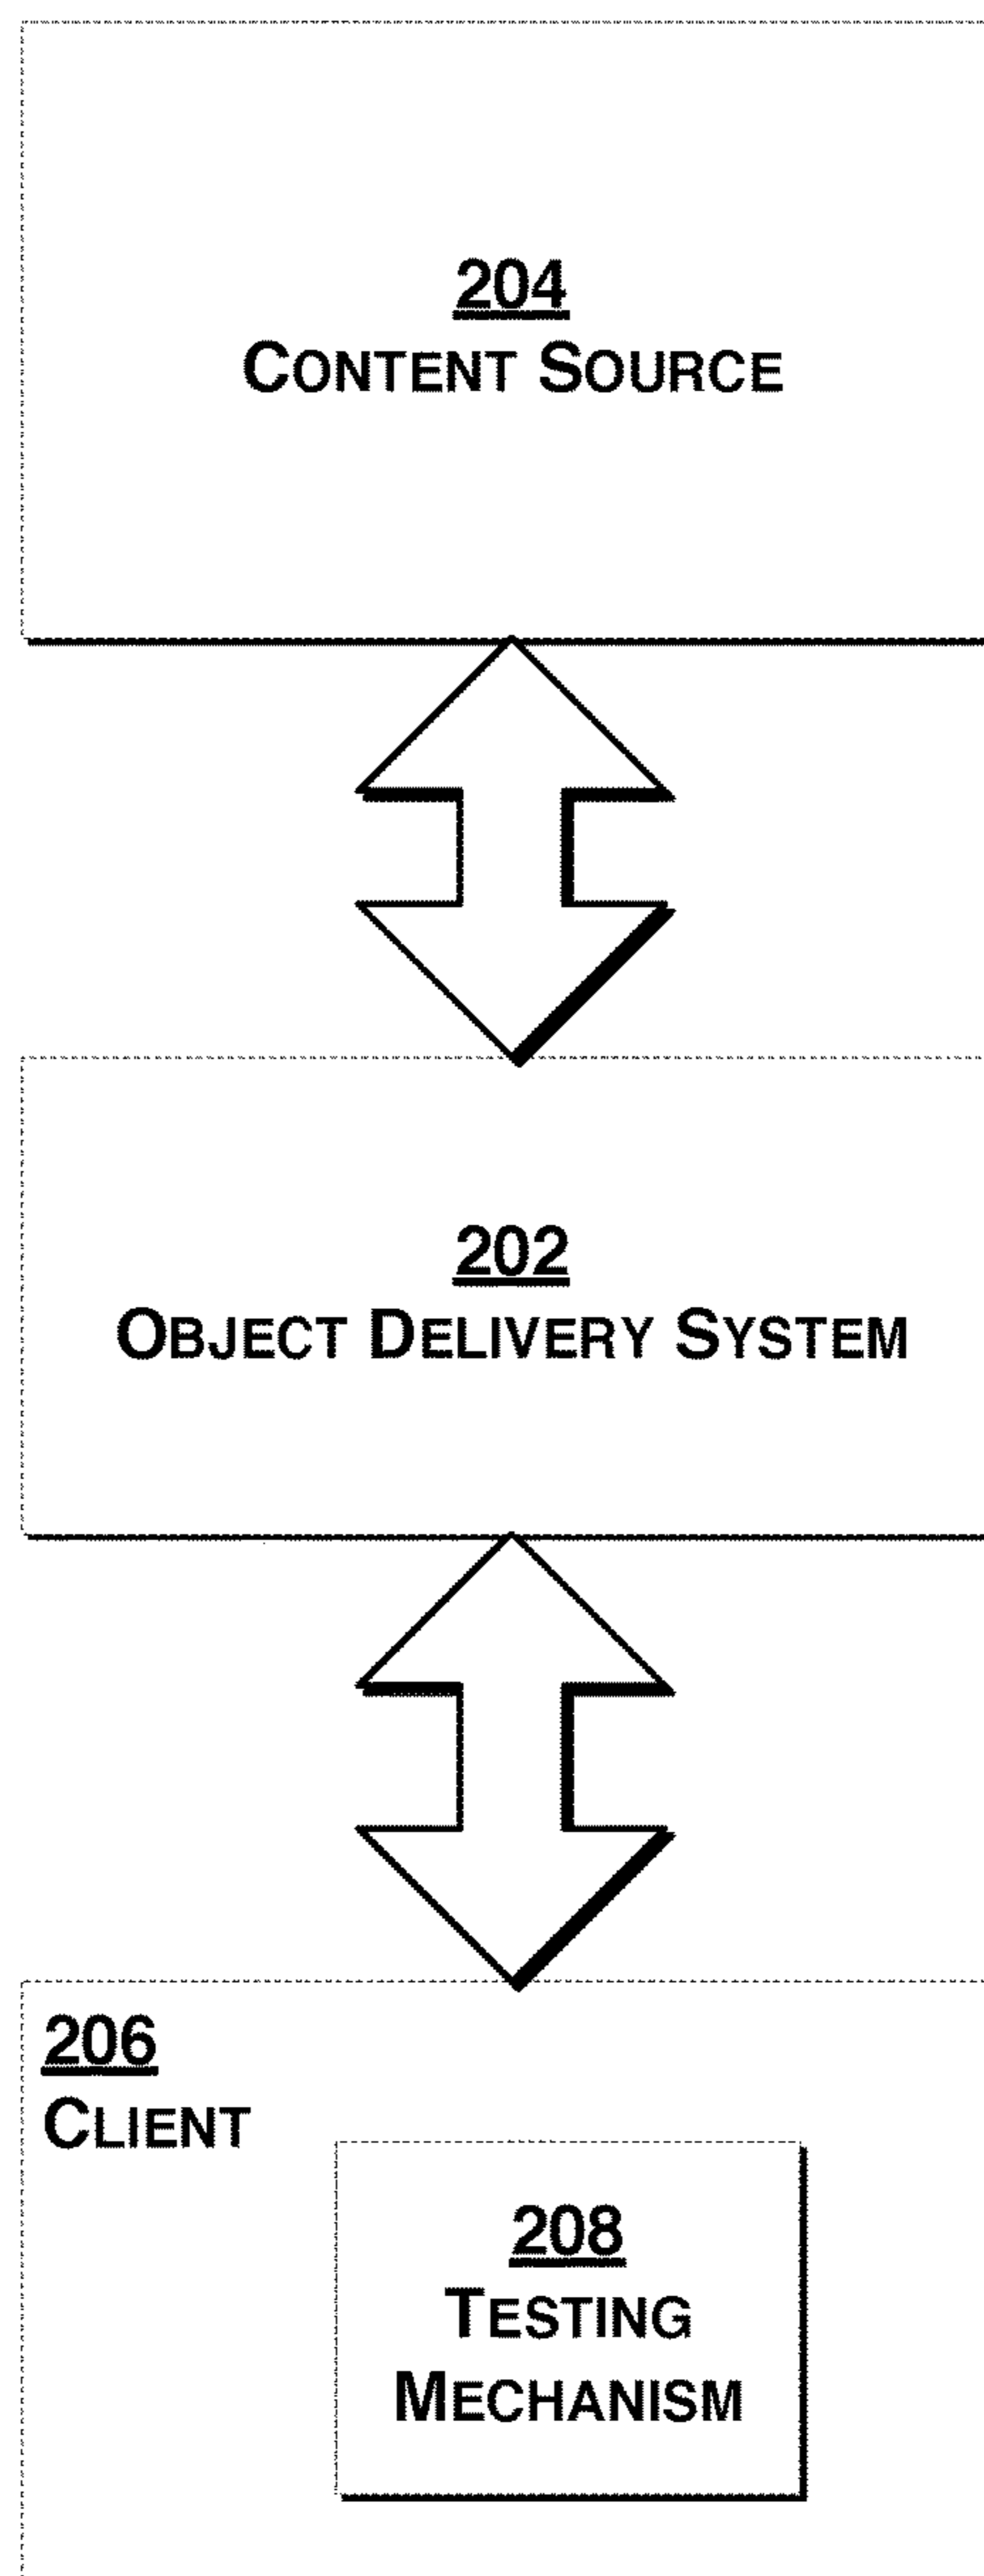 204
CONTENT SOURCE
202
OBJECT DELIVERY SYSTEM
206
CLIENT
208
TESTING
MECHANISM